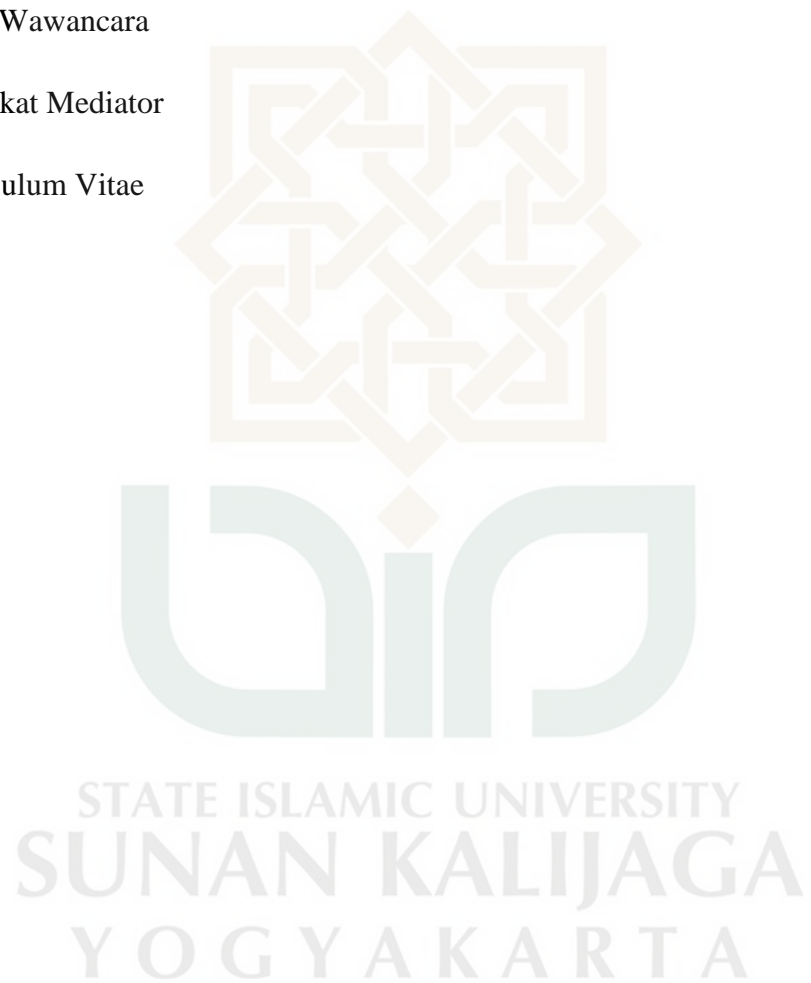 Wawancara
kat Mediator
ulum Vitae
STATE ISLAMIC UNIVERSITY
SUNAN KALIJAGA
YOGYAKARTA